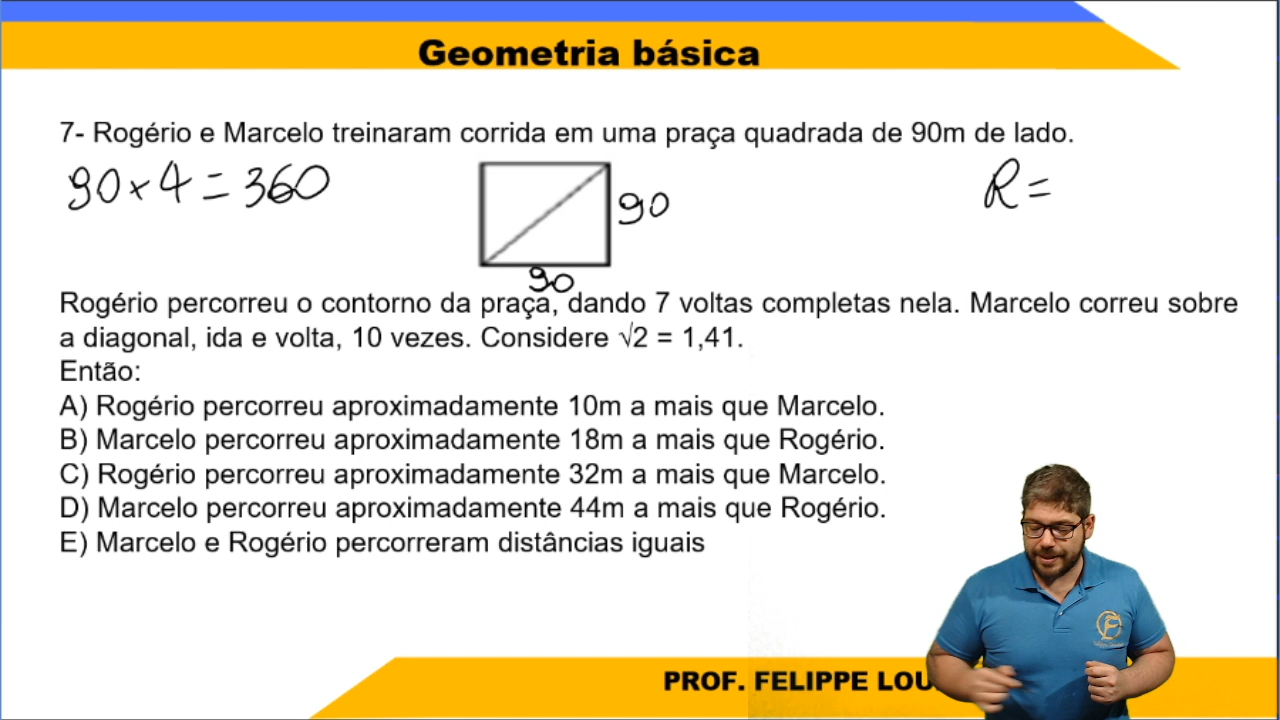 Geometria básica
7- Rogério e Marcelo treinaram corrida em uma praça quadrada de 90m de lado.
90 × 4 = 360
90
R =
90
Rogério percorreu o contorno da praça, dando 7 voltas completas nela. Marcelo correu sobre
a diagonal, ida e volta, 10 vezes. Considere √2 = 1,41.
Então:
A) Rogério percorreu aproximadamente 10m a mais que Marcelo.
B) Marcelo percorreu aproximadamente 18m a mais que Rogério.
C) Rogério percorreu aproximadamente 32m a mais que Marcelo.
D) Marcelo percorreu aproximadamente 44m a mais que Rogério.
E) Marcelo e Rogério percorreram distâncias iguais
PROF. FELIPPE LOU